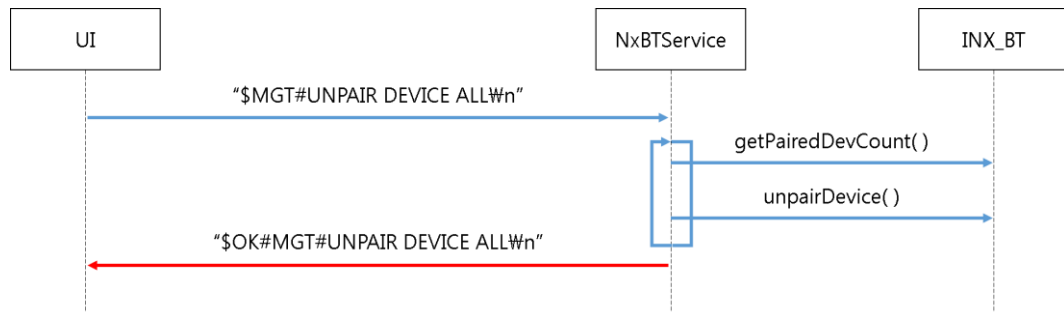 UI
NxBTService
INX_BT
“$MGT#UNPAIR DEVICE ALL₩n”
getPairedDevCount( )
unpairDevice( )
“$OK#MGT#UNPAIR DEVICE ALL₩n”